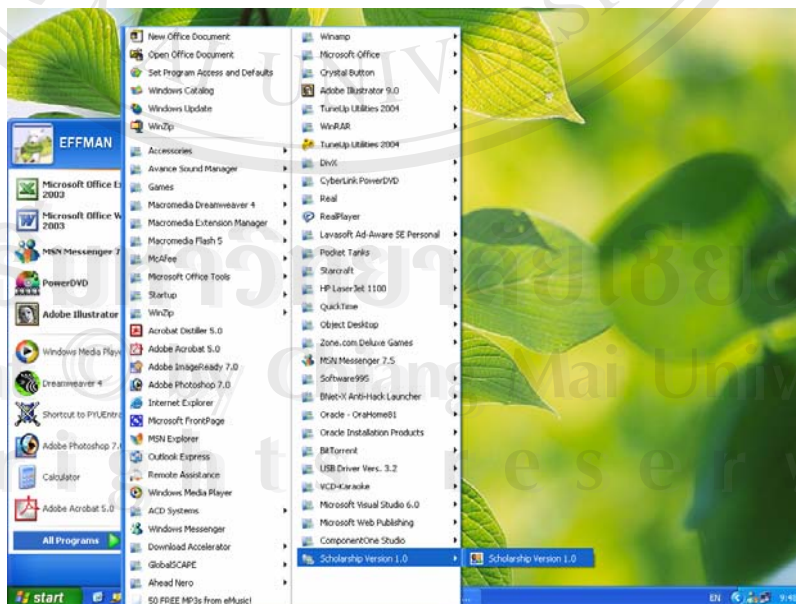 EFFMAN
Microsoft Office Ex
2003
Microsoft Office W
2003
MSN Messenger 7
PowerDVD
Adobe Illustrator
Windows Media Playe
Dreamweaver 4
Shortcut to PYUEntro
Adobe Photoshop 7.
Calculator
Adobe Acrobat 5.0
All Programs
New Office Document
Open Office Document
Set Program Access and Defaults
Windows Catalog
Windows Update
WinZip
Accessories
Avance Sound Manager
Games
Macromedia Dreamweaver 4
Macromedia Extension Manager
Macromedia Flash 5
McAfee
Microsoft Office Tools
Startup
WinZip
Acrobat Distiller 5.0
Adobe Acrobat 5.0
Adobe ImageReady 7.0
Adobe Photoshop 7.0
Internet Explorer
Microsoft FrontPage
MSN Explorer
Outlook Express
Remote Assistance
Windows Media Player
ACD Systems
Windows Messenger
Download Accelerator
GlobalSCAPE
Ahead Nero
50 FREE MP3s from eMusic!
Winamp
Microsoft Office
Crystal Button
Adobe Illustrator 9.0
TuneUp Utilities 2004
WinRAR
TuneUp Utilities 2004
DivX
CyberLink PowerDVD
Real
RealPlayer
Lavasoft Ad-Aware SE Personal
Pocket Tanks
Starcraft
HP LaserJet 1100
QuickTime
Object Desktop
Zone.com Deluxe Games
MSN Messenger 7.5
Software995
BNet-X Anti-Hack Launcher
Oracle - OraHome81
Oracle Installation Products
BitTorrent
USB Driver Vers. 3.2
VCD-Karaoke
Microsoft Visual Studio 6.0
Microsoft Web Publishing
ComponentOne Studio
Scholarship Version 1.0
Scholarship Version 1.0
start
EN
9:48
UNIVERS
by Chiang Mai Univ
rights reser